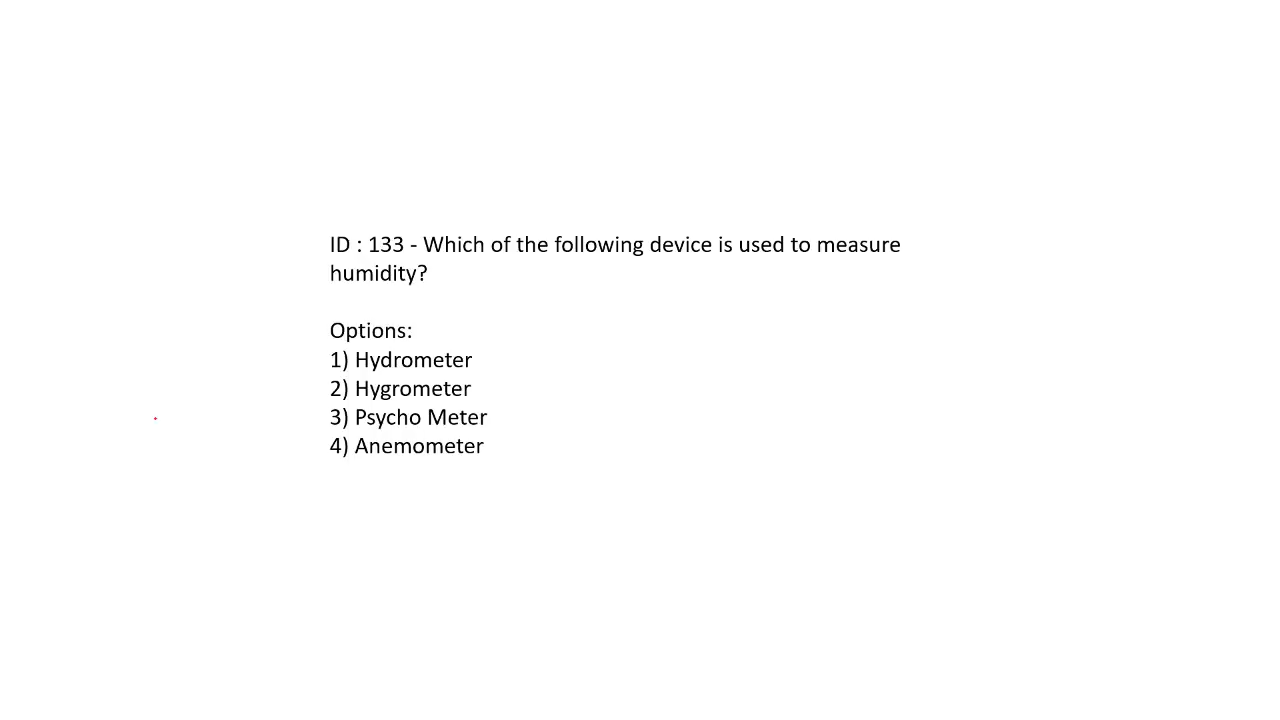 ID : 133 - Which of the following device is used to measure
humidity?
Options:
1) Hydrometer
2) Hygrometer
3) Psycho Meter
4) Anemometer